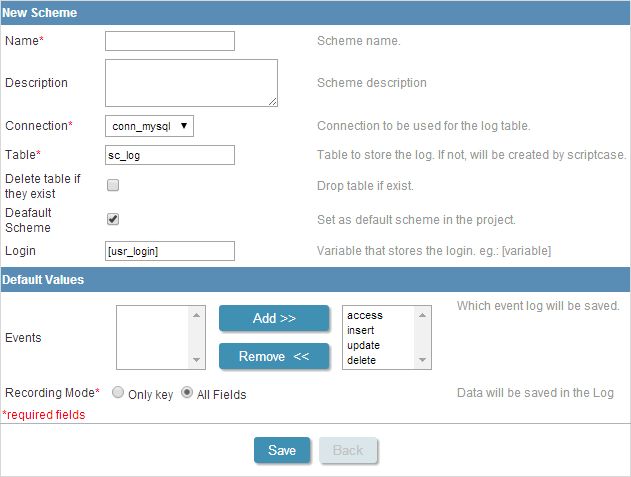 New Scheme
Name* Scheme name.
Description Scheme description
Connection* conn_mysql Connection to be used for the log table.
Table* sc_log Table to store the log. If not, will be created by scriptcase.
Delete table if
they exist Drop table if exist.
Deafault
Scheme Set as default scheme in the project.
Login [usr_login] Variable that stores the login. eg.: [variable]
Default Values
Events Add >> Remove << Which event log will be saved.
access
insert
update
delete
Recording Mode* Only key All Fields Data will be saved in the Log
*required fields
Save Back